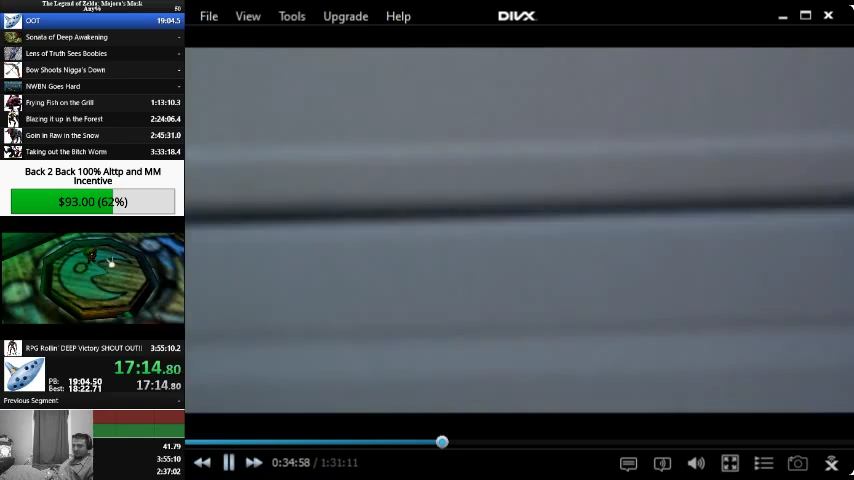 The Legend of Zelda: Majora's Mask
Any%
50
OOT 19:04.5
Sonata of Deep Awakening -
Lens of Truth Sees Boobies -
Bow Shoots Nigga's Down -
NWBN Goes Hard -
Frying Fish on the Grill 1:13:10.3
Blazing it up in the Forest 2:24:06.4
Goin in Raw in the Snow 2:45:31.0
Taking out the Bitch Worm 3:33:18.4
Back 2 Back 100% Alttp and MM
Incentive
$93.00 (62%)
RPG Rollin' DEEP Victory SHOUT OUT!! 3:55:10.2
17:14.80
PB: 19:04.50
Best: 18:22.71
17:14.80
Previous Segment -
41.79
3:55:10
2:37:02
File View Tools Upgrade Help
DIVX
0:34:58 / 1:31:11